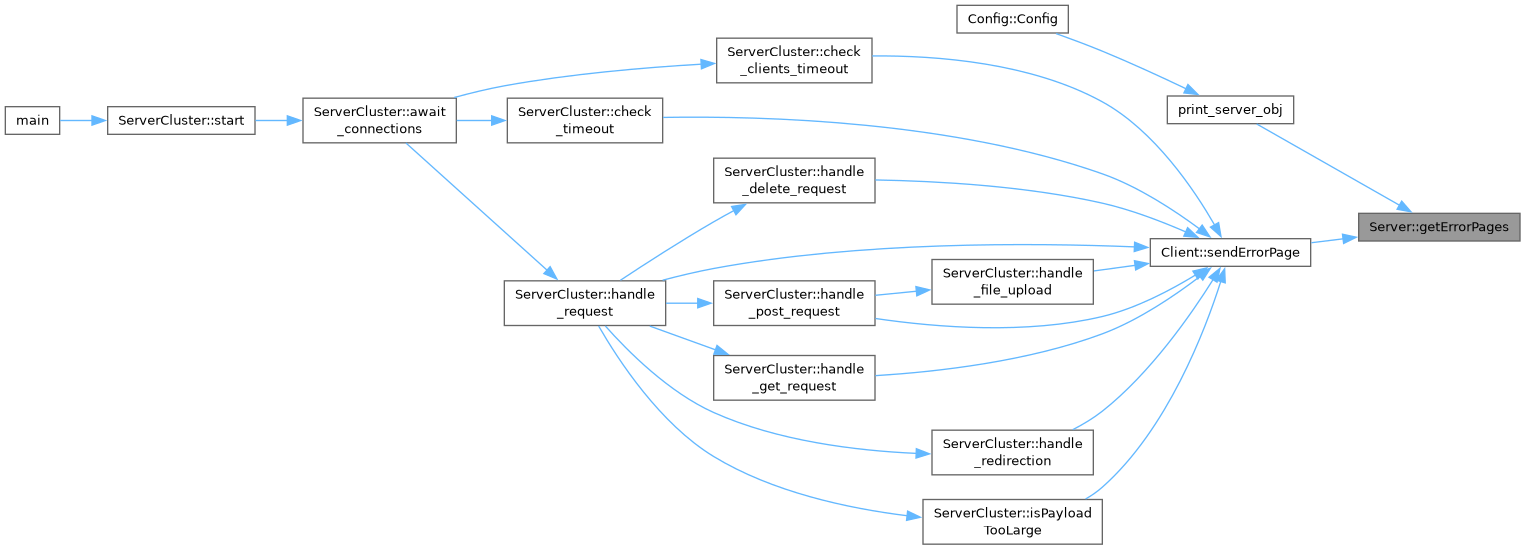 Config::Config
ServerCluster::check
_clients_timeout
main
ServerCluster::start
ServerCluster::await
_connections
ServerCluster::check
_timeout
print_server_obj
ServerCluster::handle
_delete_request
Server::getErrorPages
Client::sendErrorPage
ServerCluster::handle
_file_upload
ServerCluster::handle
_request
ServerCluster::handle
_post_request
ServerCluster::handle
_get_request
ServerCluster::handle
_redirection
ServerCluster::isPayload
TooLarge